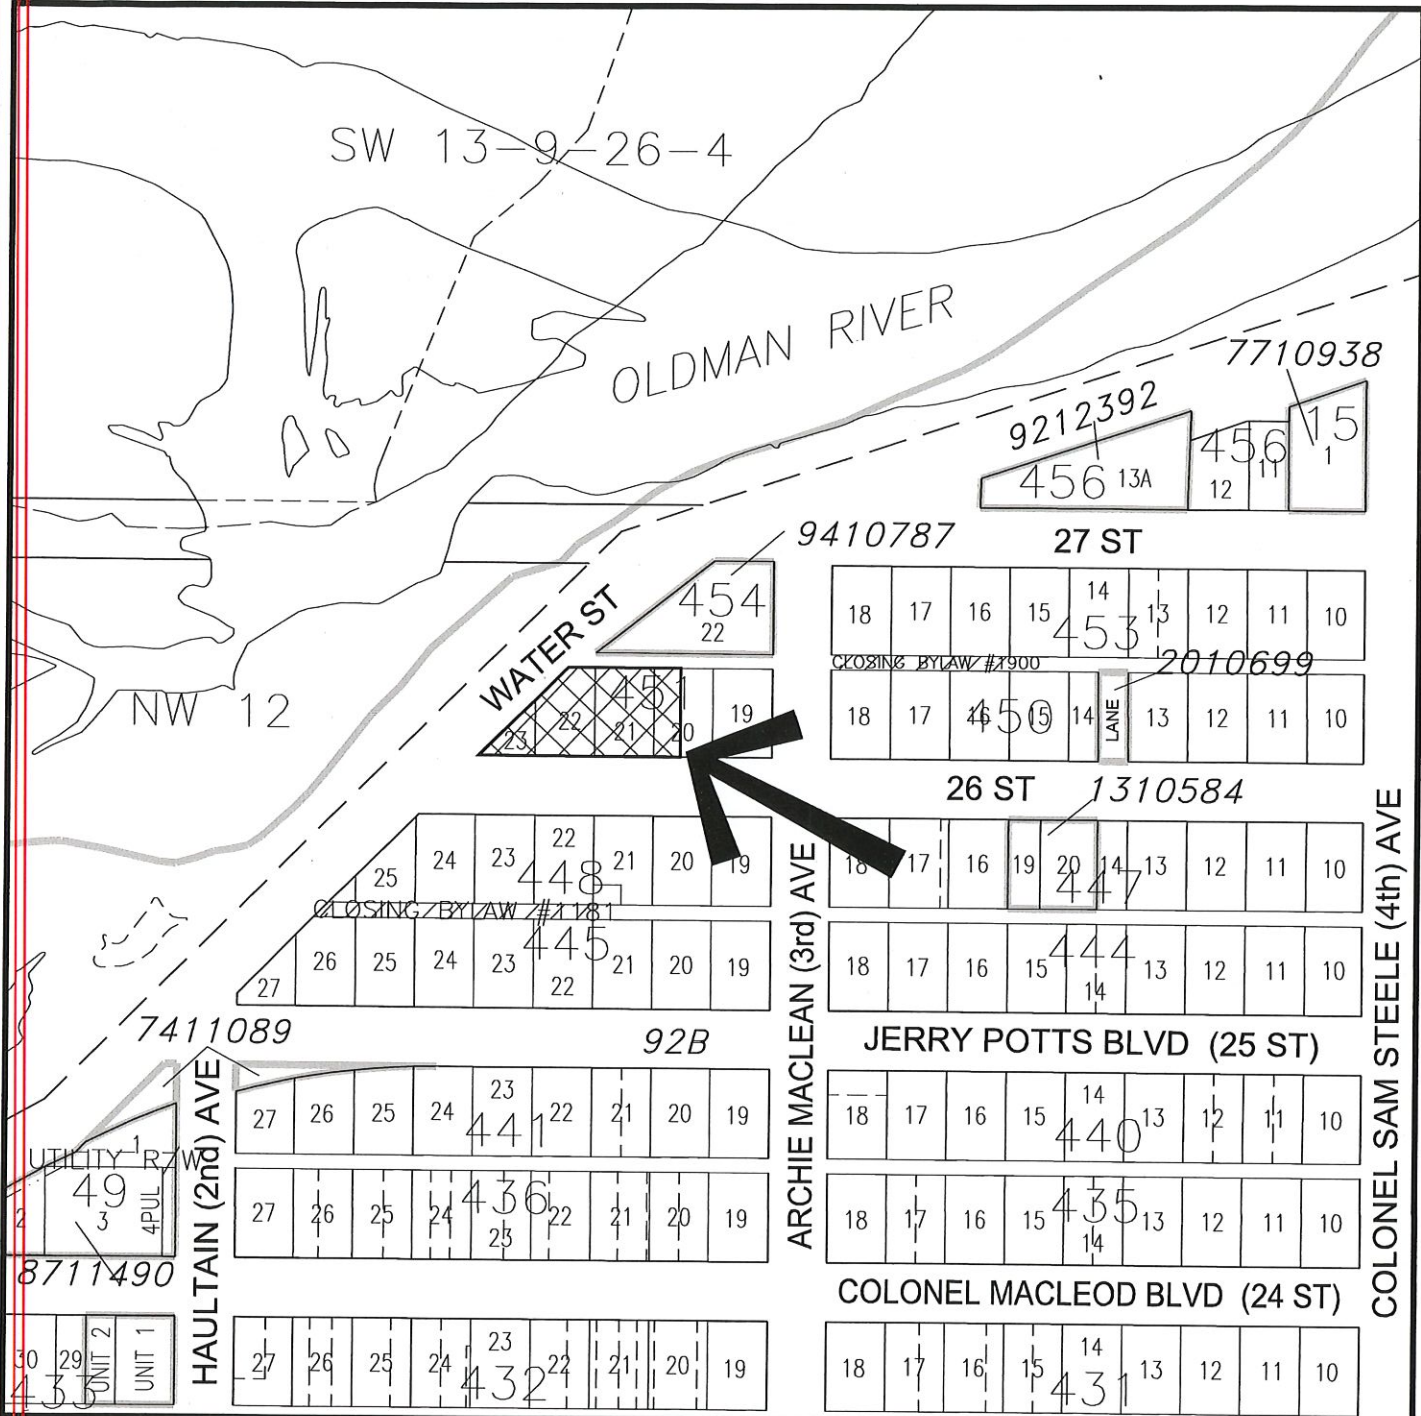 SW 13-9-26-4
OLDMAN RIVER
7710938
9212392
456 13A
456
12 11
15
1
9410787
27 ST
454
22
WATER ST
18 17 16 15 14 13 12 11 10
453
CLOSING BYLAW #1900
2010699
NW 12
451
23 22 21 20 19
18 17 16 15 14 LANE 13 12 11 10
450
26 ST
1310584
25 24 23 22 21 20 19
448
18 17 16 19 20 14 13 12 11 10
447
CLOSING BYLAW #1181
445
27 26 25 24 23 22 21 20 19
444
18 17 16 15 14 13 12 11 10
7411089
92B
JERRY POTTS BLVD (25 ST)
27 26 25 24 23 22 21 20 19
441
18 17 16 15 14 13 12 11 10
440
1
UTILITY R/W
49
2 3 4PUL
27 26 25 24 23 22 21 20 19
436
18 17 16 15 14 13 12 11 10
435
8711490
COLONEL MACLEOD BLVD (24 ST)
30 29 UNIT 2 UNIT 1
433
27 26 25 24 23 22 21 20 19
432
18 17 16 15 14 13 12 11 10
431
HAULTAIN (2nd) AVE
ARCHIE MACLEAN (3rd) AVE
COLONEL SAM STEELE (4th) AVE